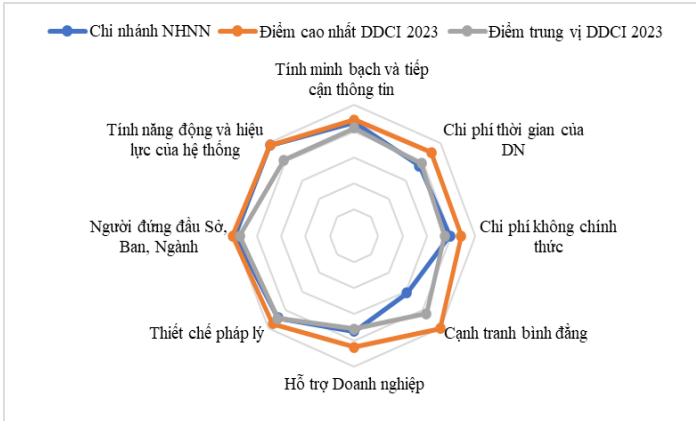 Chi nhánh NHNN Điểm cao nhất DDCI 2023 Điểm trung vị DDCI 2023
Tính minh bạch và tiếp
cận thông tin
Chi phí thời gian của
DN
Chi phí không chính
thức
Cạnh tranh bình đẳng
Hỗ trợ Doanh nghiệp
Thiết chế pháp lý
Người đứng đầu Sở,
Ban, Ngành
Tính năng động và hiệu
lực của hệ thống